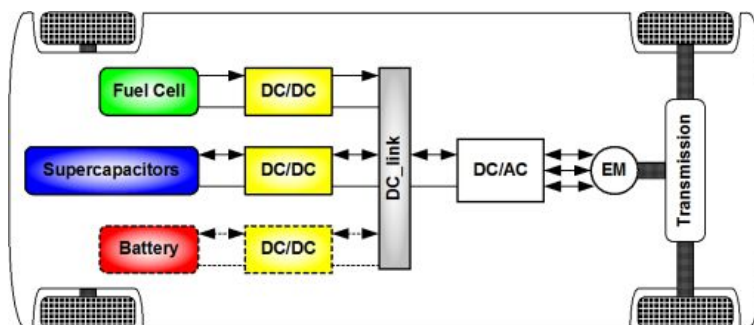 Fuel Cell
DC/DC
Supercapacitors
DC/DC
Battery
DC/DC
DC_link
DC/AC
EM
Transmission